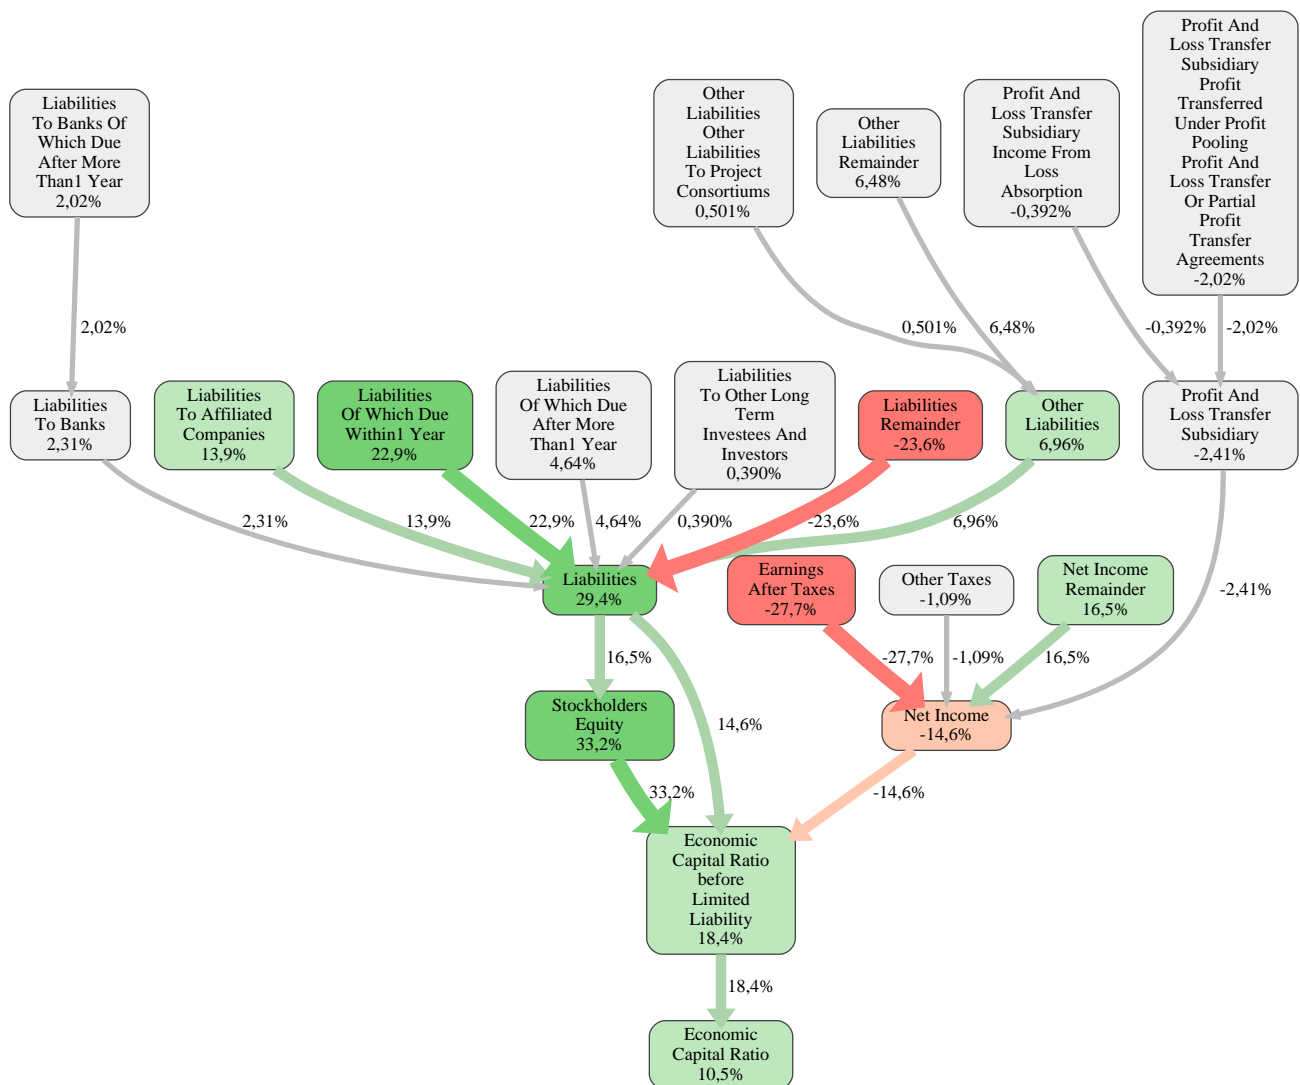 Profit And
Loss Transfer
Subsidiary
Profit
Transferred
Under Profit
Pooling
Profit And
Loss Transfer
Or Partial
Profit
Transfer
Agreements
-2,02%
Liabilities
To Banks Of
Which Due
After More
Than1 Year
2,02%
Other
Liabilities
Other
Liabilities
To Project
Consortiums
0,501%
Other
Liabilities
Remainder
6,48%
Profit And
Loss Transfer
Subsidiary
Income From
Loss
Absorption
-0,392%
2,02%
0,501%
6,48%
-0,392%
-2,02%
Liabilities
To Banks
2,31%
Liabilities
To Affiliated
Companies
13,9%
Liabilities
Of Which Due
Within1 Year
22,9%
Liabilities
Of Which Due
After More
Than1 Year
4,64%
Liabilities
To Other Long
Term
Investees And
Investors
0,390%
Liabilities
Remainder
-23,6%
Other
Liabilities
6,96%
Profit And
Loss Transfer
Subsidiary
-2,41%
2,31%
13,9%
22,9%
4,64%
0,390%
-23,6%
6,96%
Liabilities
29,4%
Earnings
After Taxes
-27,7%
Other Taxes
-1,09%
Net Income
Remainder
16,5%
-2,41%
16,5%
-27,7%
-1,09%
16,5%
Stockholders
Equity
33,2%
14,6%
Net Income
-14,6%
33,2%
-14,6%
Economic
Capital Ratio
before
Limited
Liability
18,4%
18,4%
Economic
Capital Ratio
10,5%